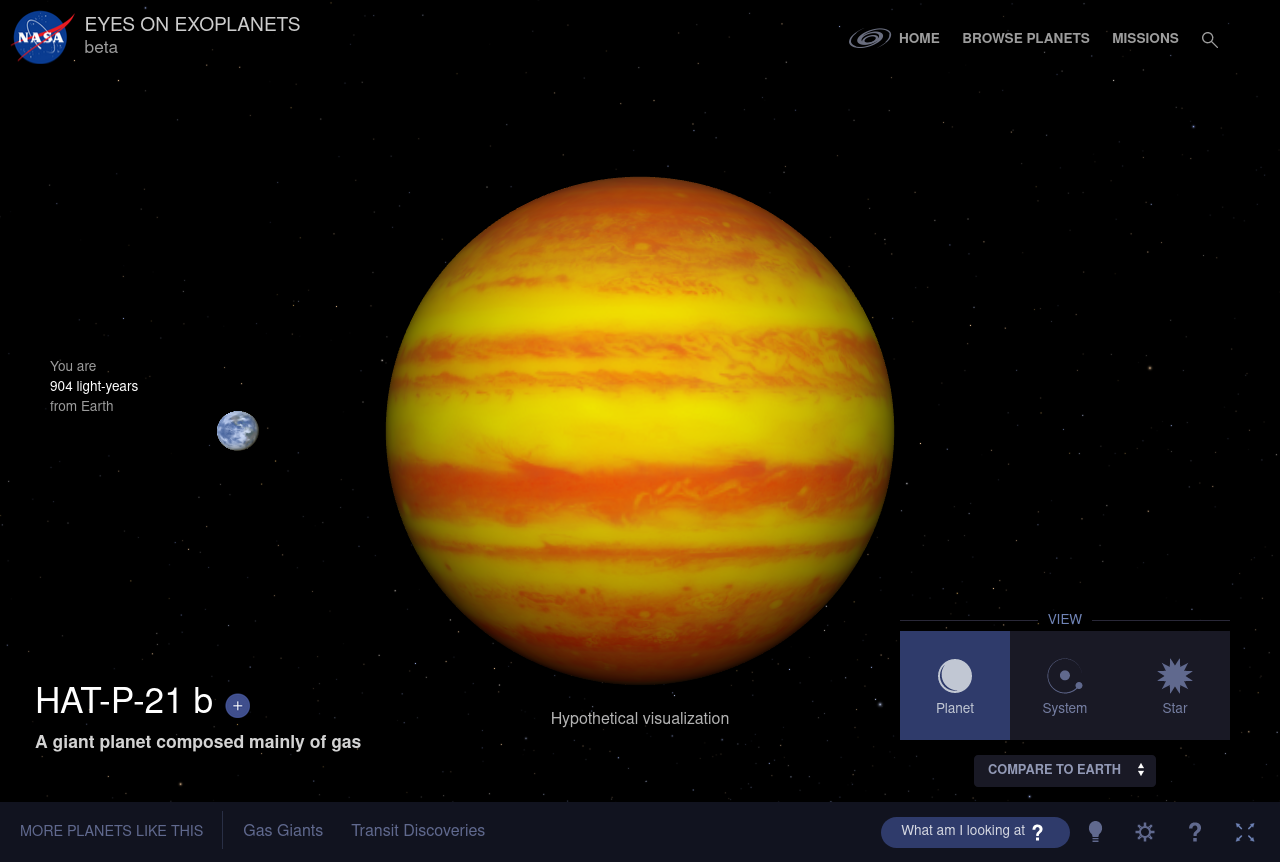 NASA
EYES ON EXOPLANETS
beta
HOME
BROWSE PLANETS
MISSIONS
You are
904 light-years
from Earth
HAT-P-21 b +
A giant planet composed mainly of gas
Hypothetical visualization
VIEW
Planet
System
Star
COMPARE TO EARTH
MORE PLANETS LIKE THIS
Gas Giants
Transit Discoveries
What am I looking at ?
?